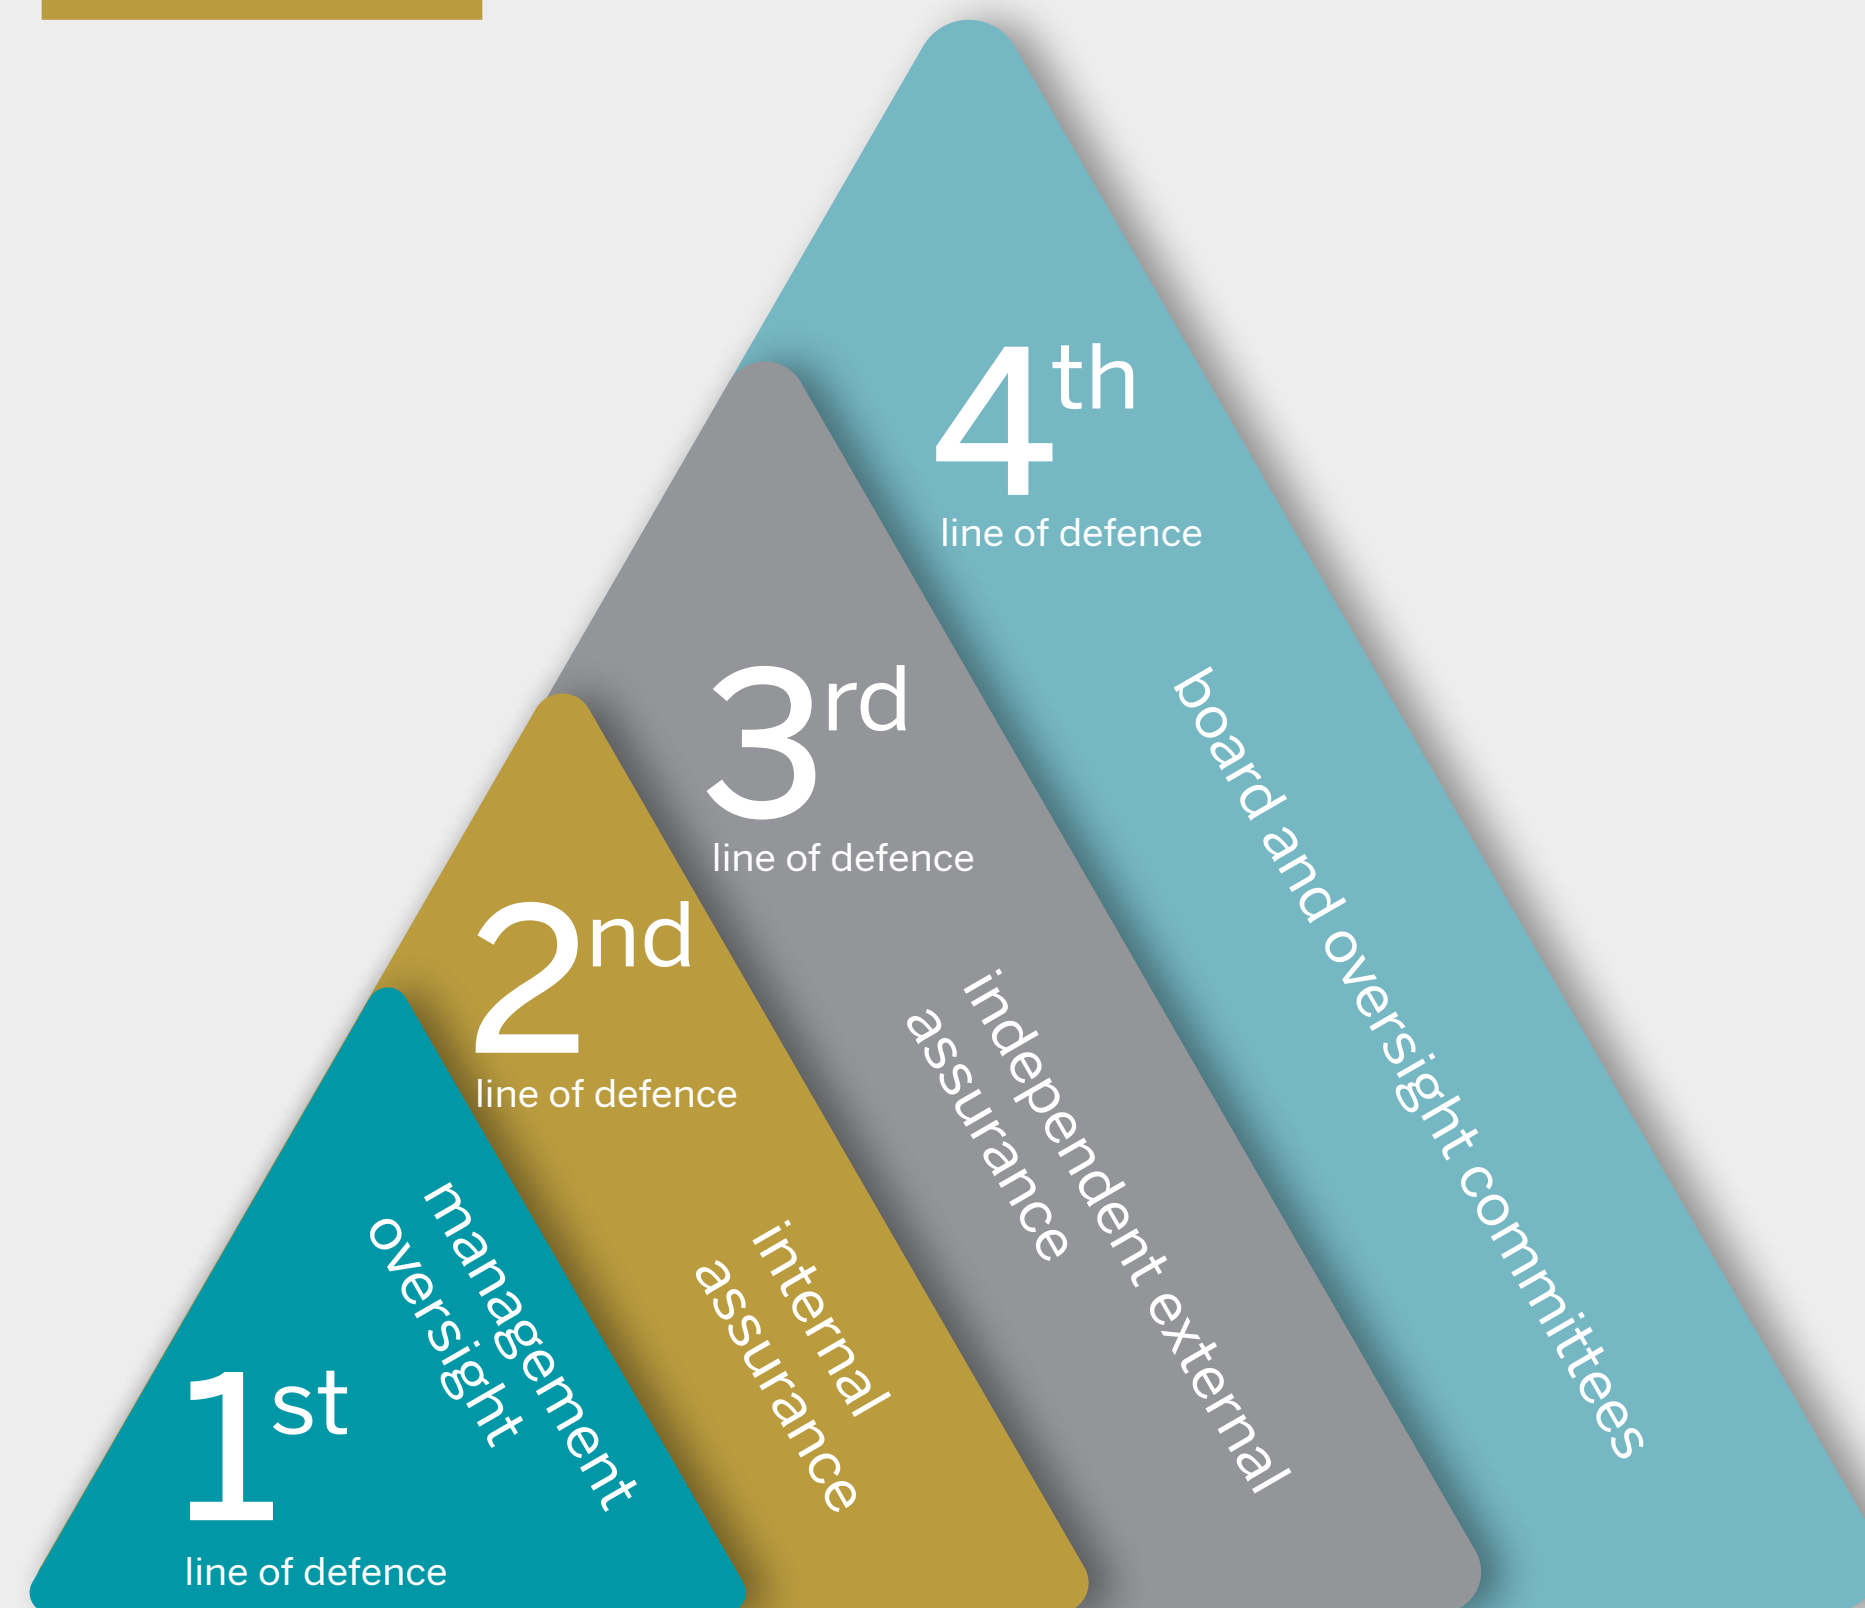 4th
line of defence
board and oversight committees
3rd
line of defence
independent external
assurance
2nd
line of defence
internal
assurance
1st
line of defence
management
oversight